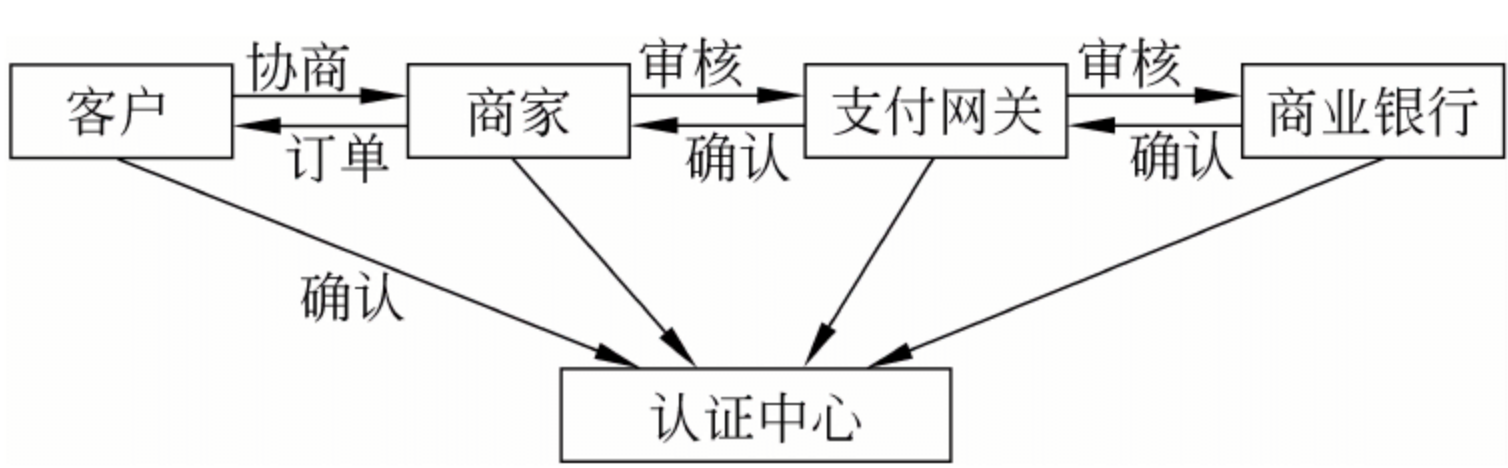 协商
审核
审核
客户
商家
支付网关
商业银行
订单
确认
确认
确认
认证中心